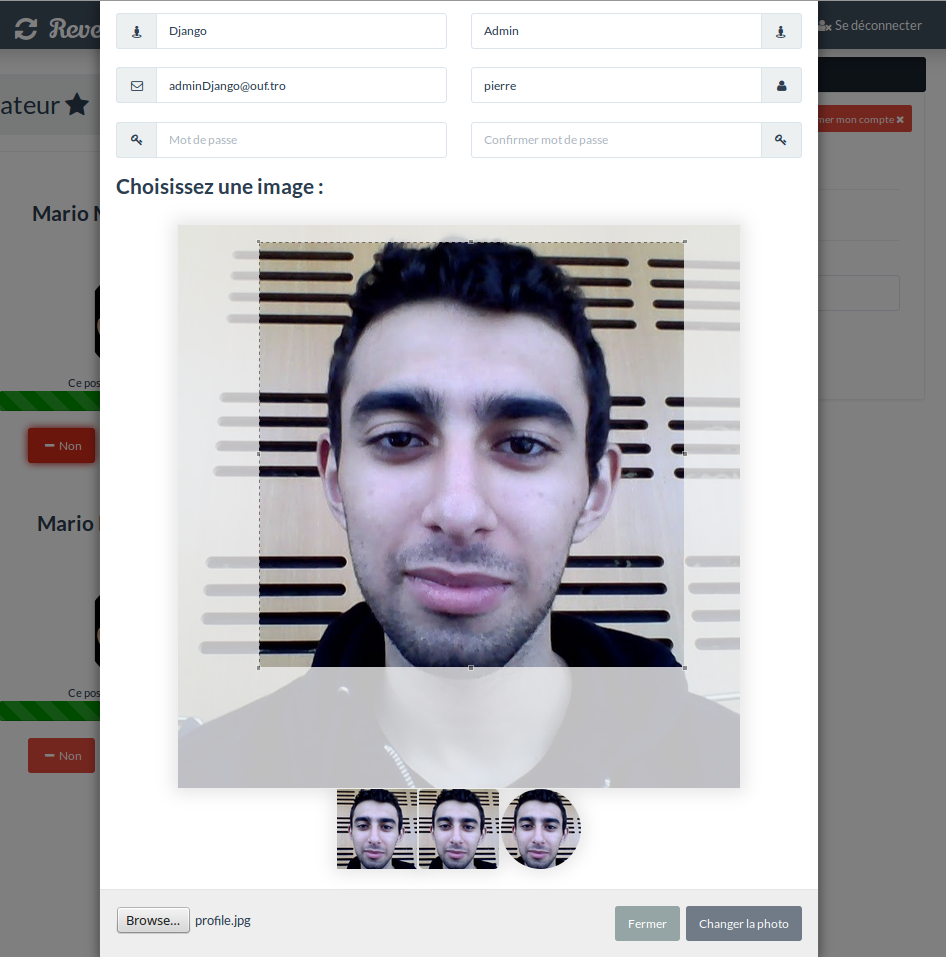 Reve
Se déconnecter
Django
Admin
ateur
adminDjango@ouf.tro
pierre
mer mon compte
Mot de passe
Confirmer mot de passe
Choisissez une image :
Mario M
Ce pos
Non
Mario
Ce pos
Non
Browse...
profile.jpg
Fermer
Changer la photo